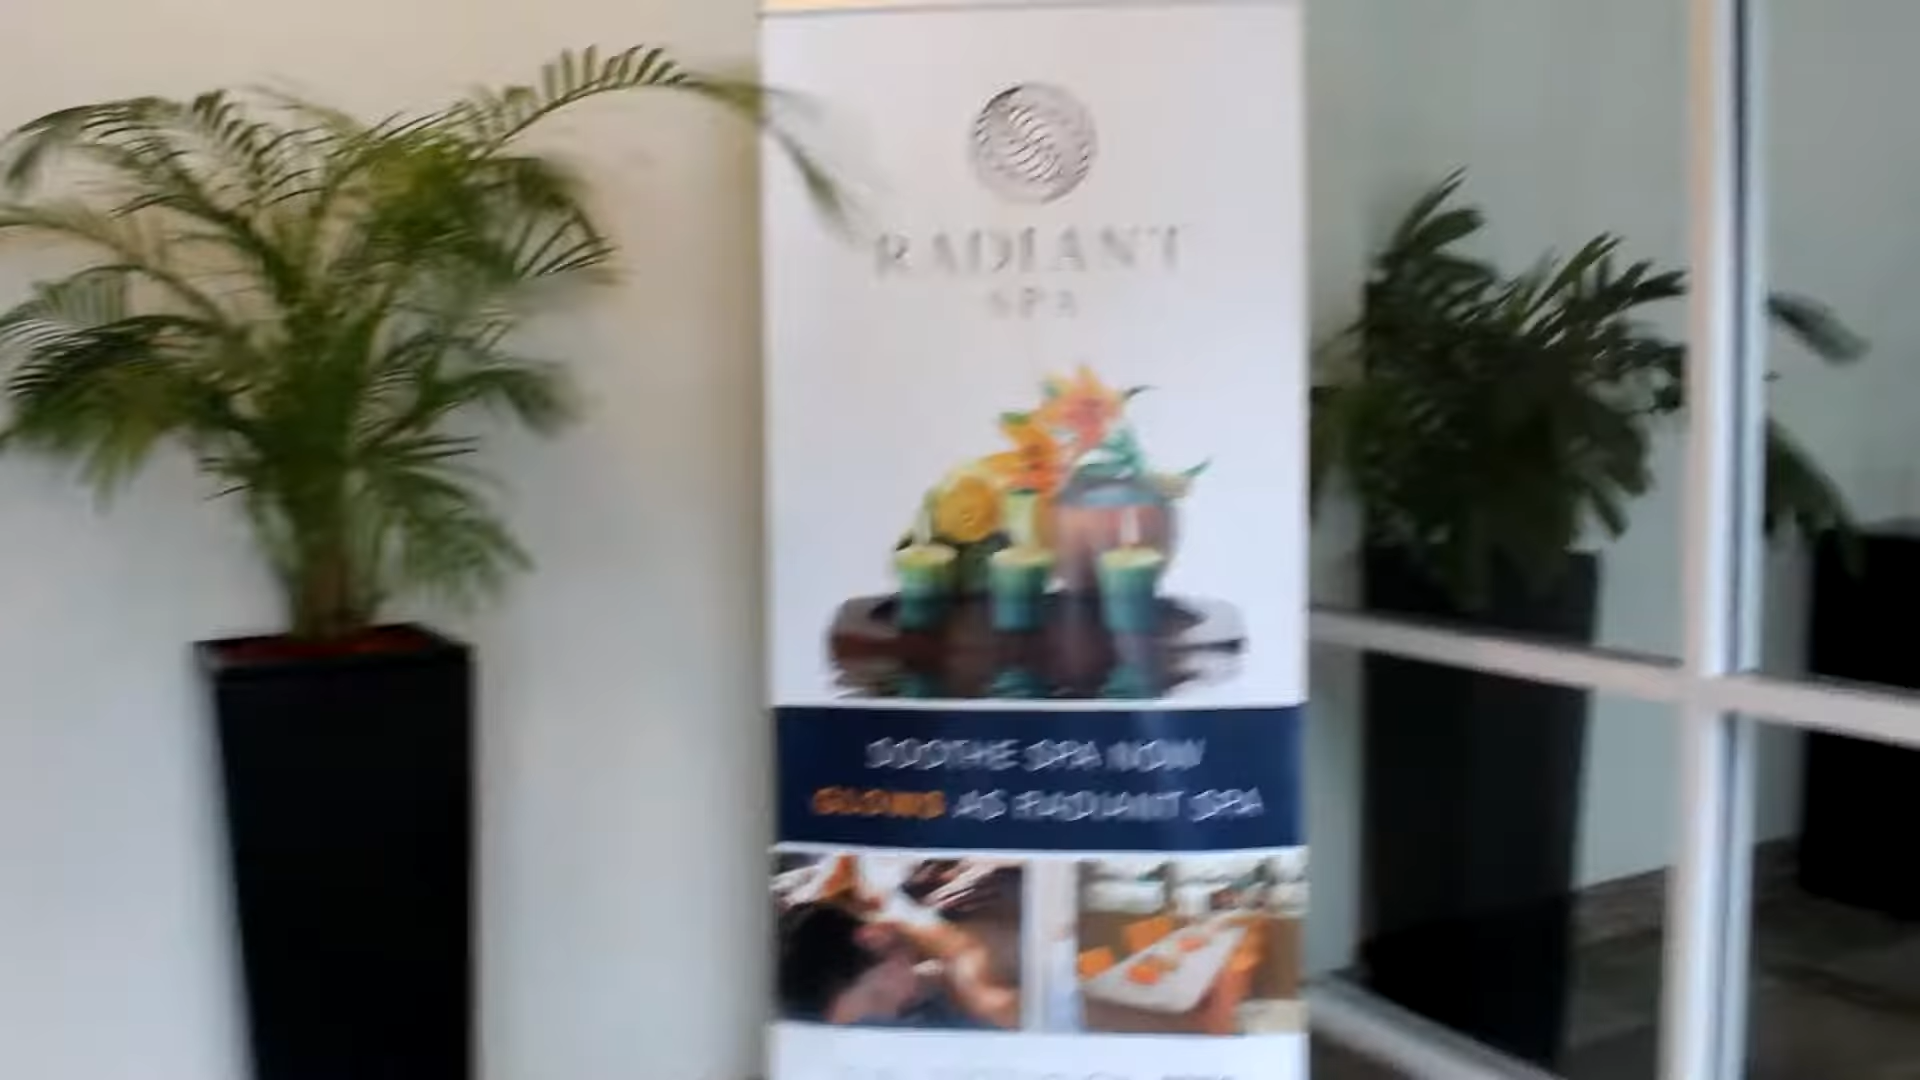 RADIANT
SPA
SOOTHE SPA NOW
GLOWS AS RADIANT SPA